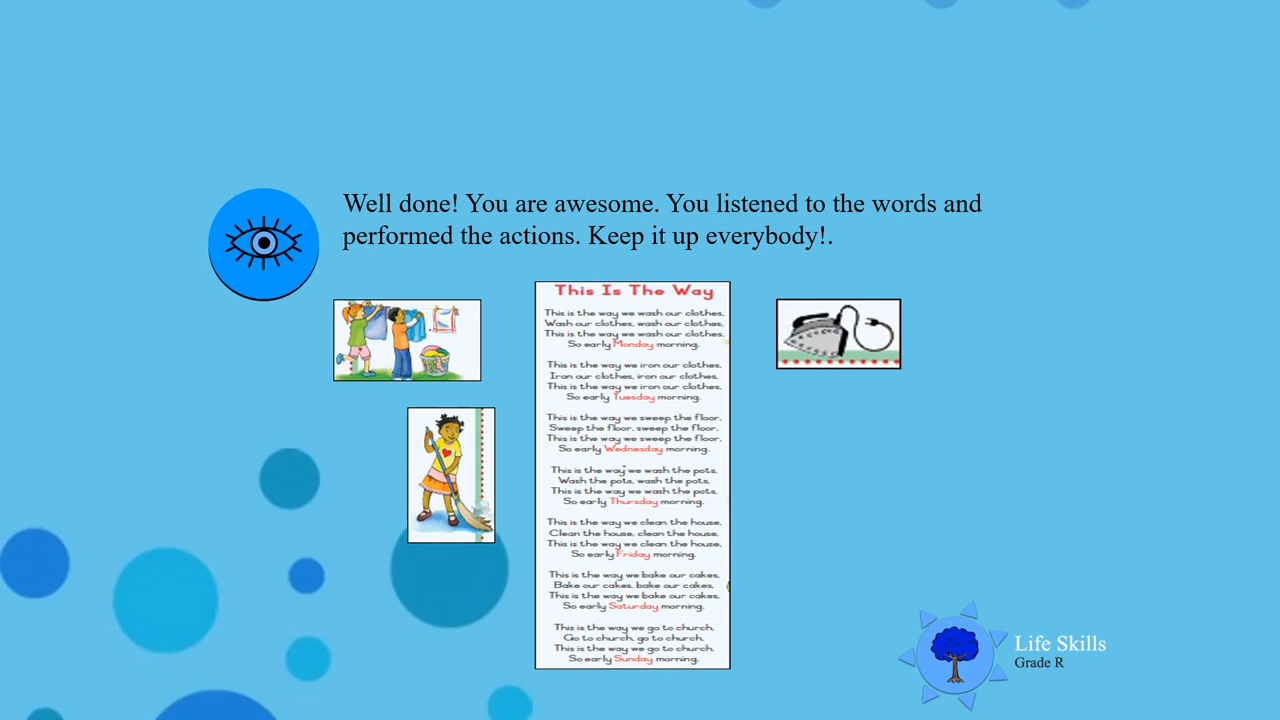 Well done! You are awesome. You listened to the words and
performed the actions. Keep it up everybody!.
This Is The Way
This is the way we wash our clothes,
Wash our clothes, wash our clothes,
This is the way we wash our clothes,
So early Monday morning.
This is the way we iron our clothes,
Iron our clothes, iron our clothes,
This is the way we iron our clothes,
So early Tuesday morning.
This is the way we sweep the floor,
Sweep the floor, sweep the floor,
This is the way we sweep the floor,
So early Wednesday morning.
This is the way we wash the pots,
Wash the pots, wash the pots,
This is the way we wash the pots,
So early Thursday morning.
This is the way we clean the house,
Clean the house, clean the house,
This is the way we clean the house,
So early Friday morning.
This is the way we bake our cakes,
Bake our cakes, bake our cakes,
This is the way we bake our cakes,
So early Saturday morning.
This is the way we go to church,
Go to church, go to church,
This is the way we go to church,
So early Sunday morning.
Life Skills
Grade R